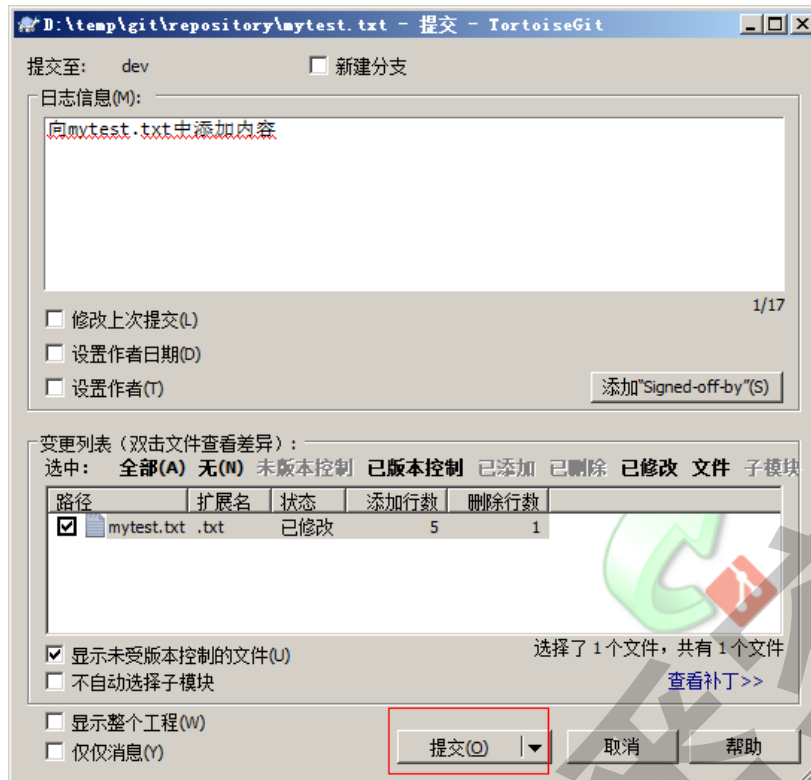 D:\temp\git\repository\mytest.txt - 提交 - TortoiseGit
提交至: dev 新建分支
日志信息(M):
向mytest.txt中添加内容
1/17
修改上次提交(L)
设置作者日期(D)
设置作者(T)
添加"Signed-off-by"(S)
变更列表（双击文件查看差异）:
选中: 全部(A) 无(N) 未版本控制 已版本控制 已添加 已删除 已修改 文件 子模块
路径 扩展名 状态 添加行数 删除行数
mytest.txt .txt 已修改 5 1
显示未受版本控制的文件(U)
选择了1个文件，共有1个文件
不自动选择子模块
查看补丁>>
显示整个工程(W)
仅仅消息(Y)
提交(O) 取消 帮助